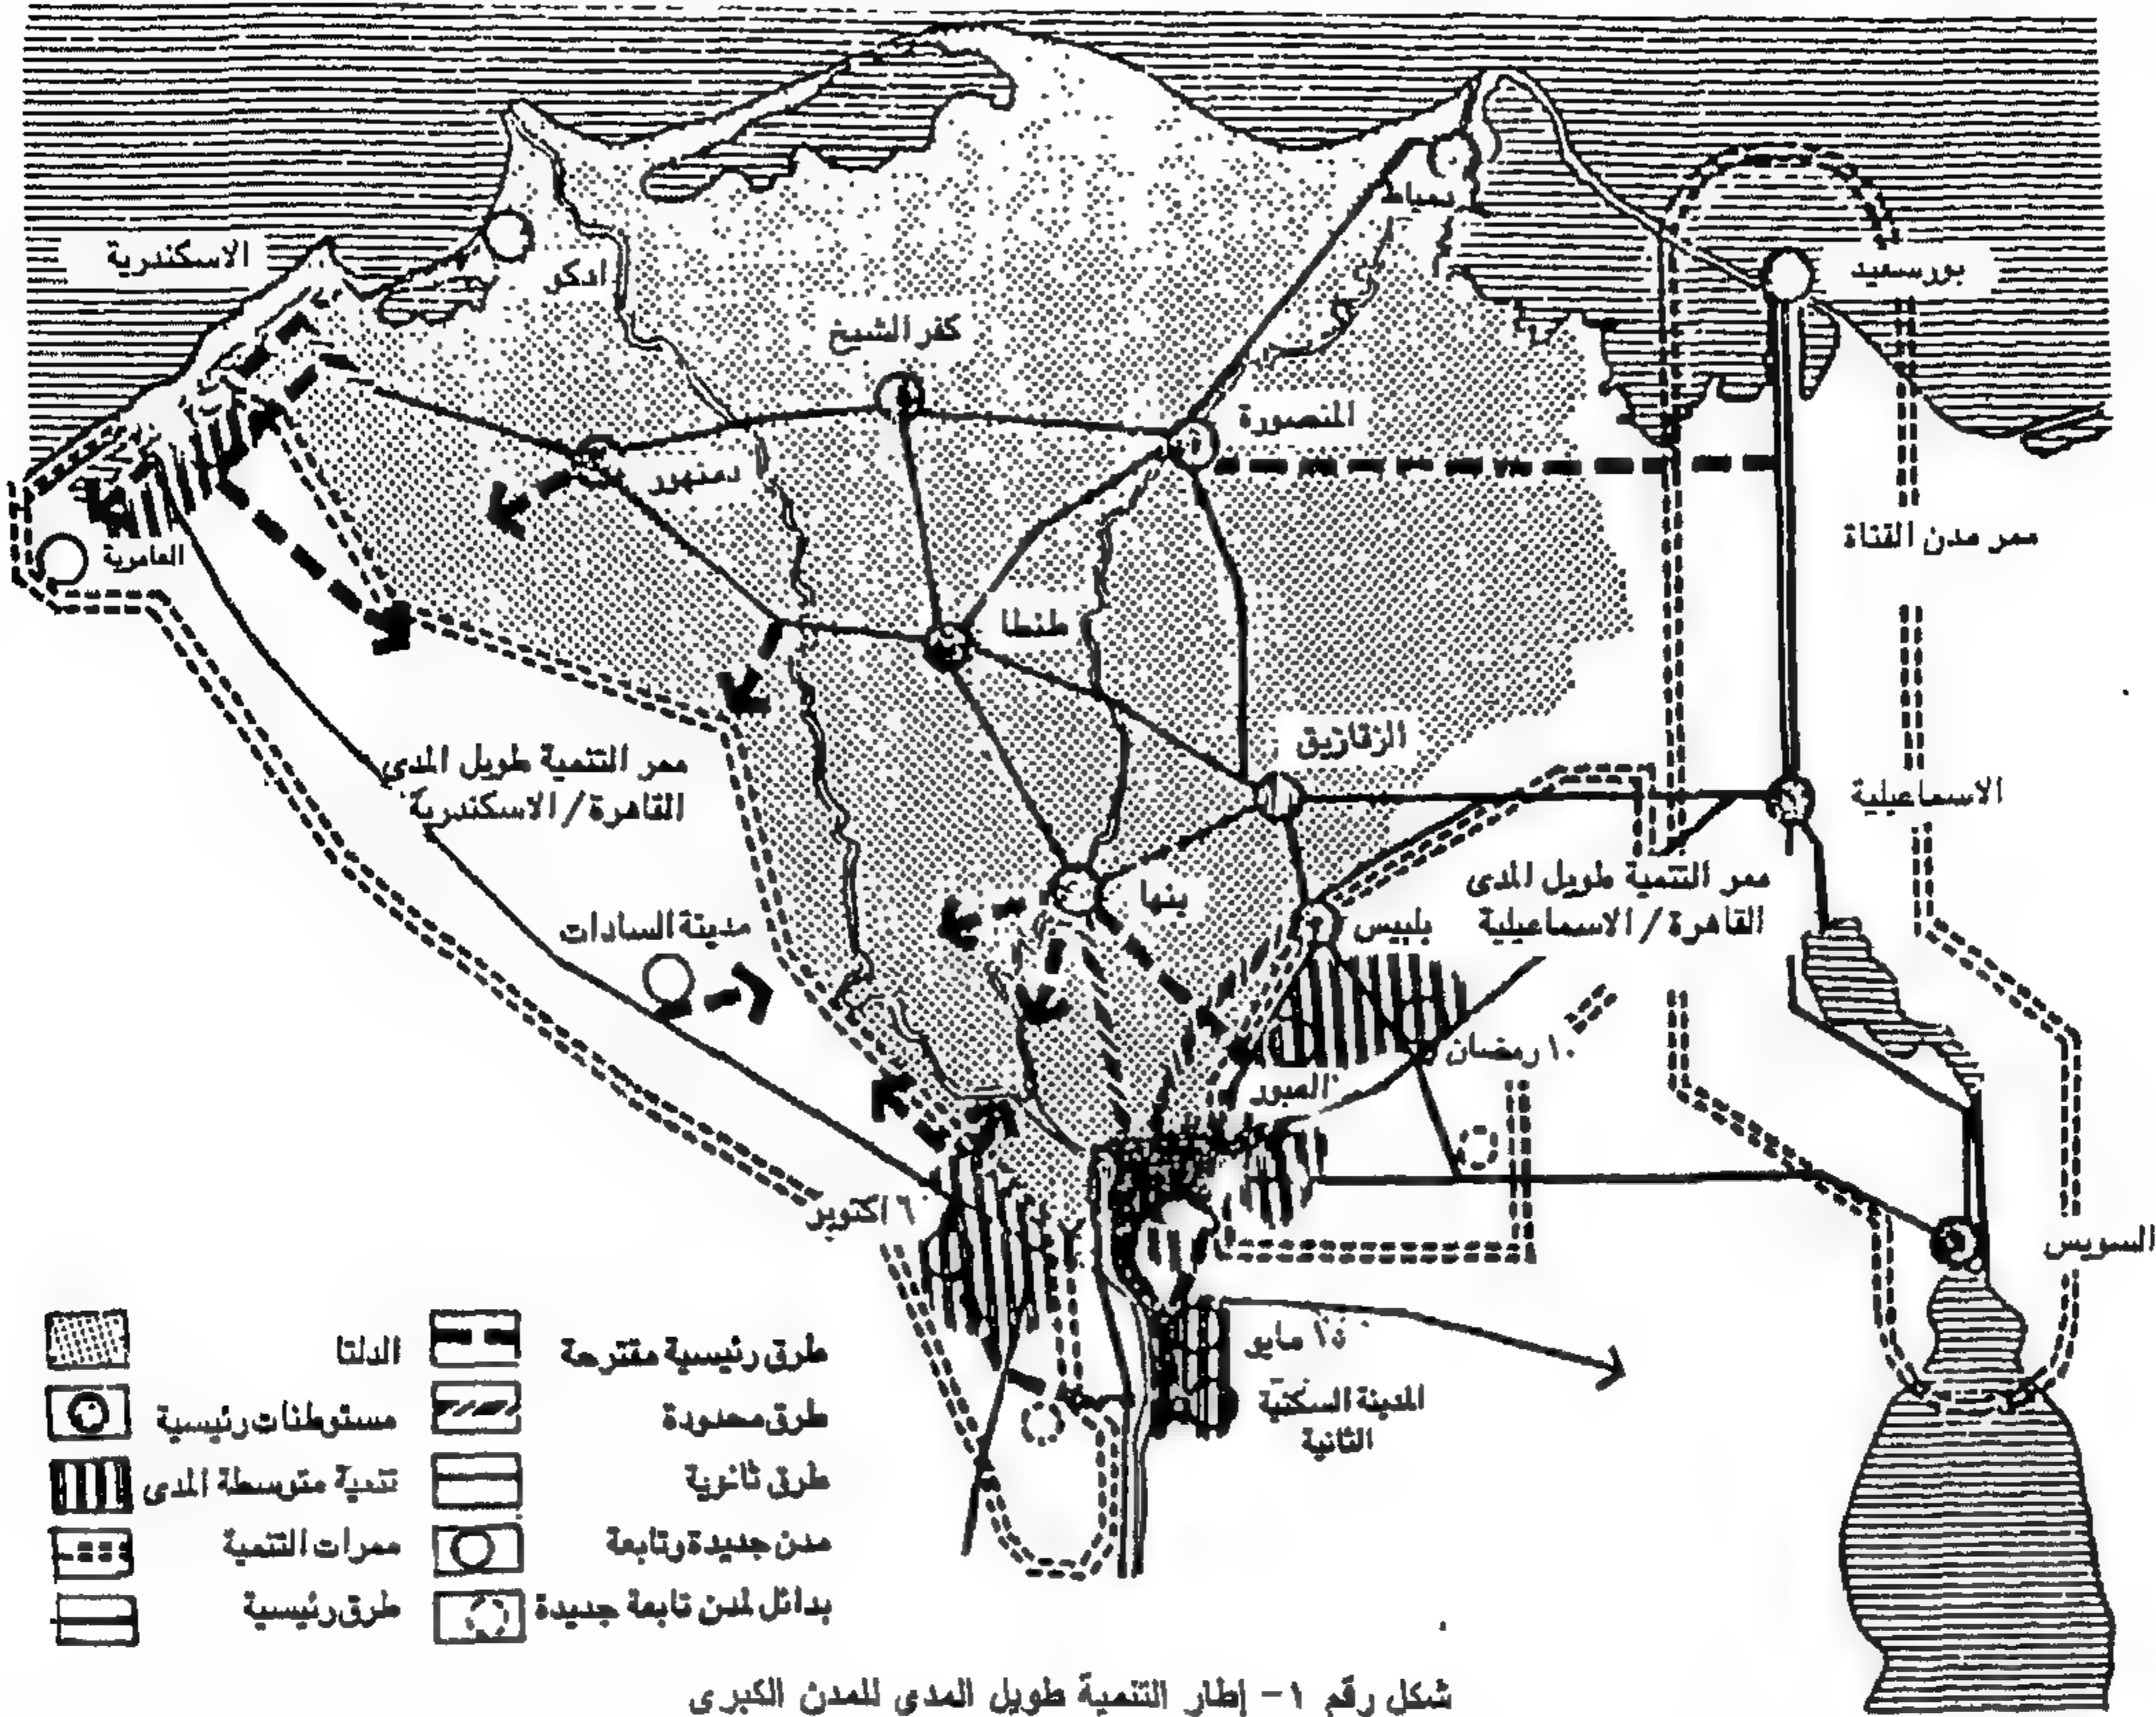 الاسكندرية
ادكو
كفر الشيخ
دمياط
بورسعيد
المنصورة
دمنهور
العامرية
ممر مدن القناة
طنطا
الزقازيق
ممر التنمية طويل المدى
القاهرة / الاسكندرية
الاسماعيلية
ممر التنمية طويل المدى
القاهرة / الاسماعيلية
بنها
بلبيس
مدينة السادات
١٠ رمضان
العبور
٦ اكتوبر
السويس
١٥ مايو
المدينة السكنية
الثانية
طرق رئيسية مقترحة
الدلتا
طرق محدودة
مستوطنات رئيسية
طرق ثانوية
تنمية متوسطة المدى
مدن جديدة وتابعة
ممرات التنمية
بدائل لمدن تابعة جديدة
طرق رئيسية
شكل رقم ١- إطار التنمية طويل المدى للمدن الكبرى